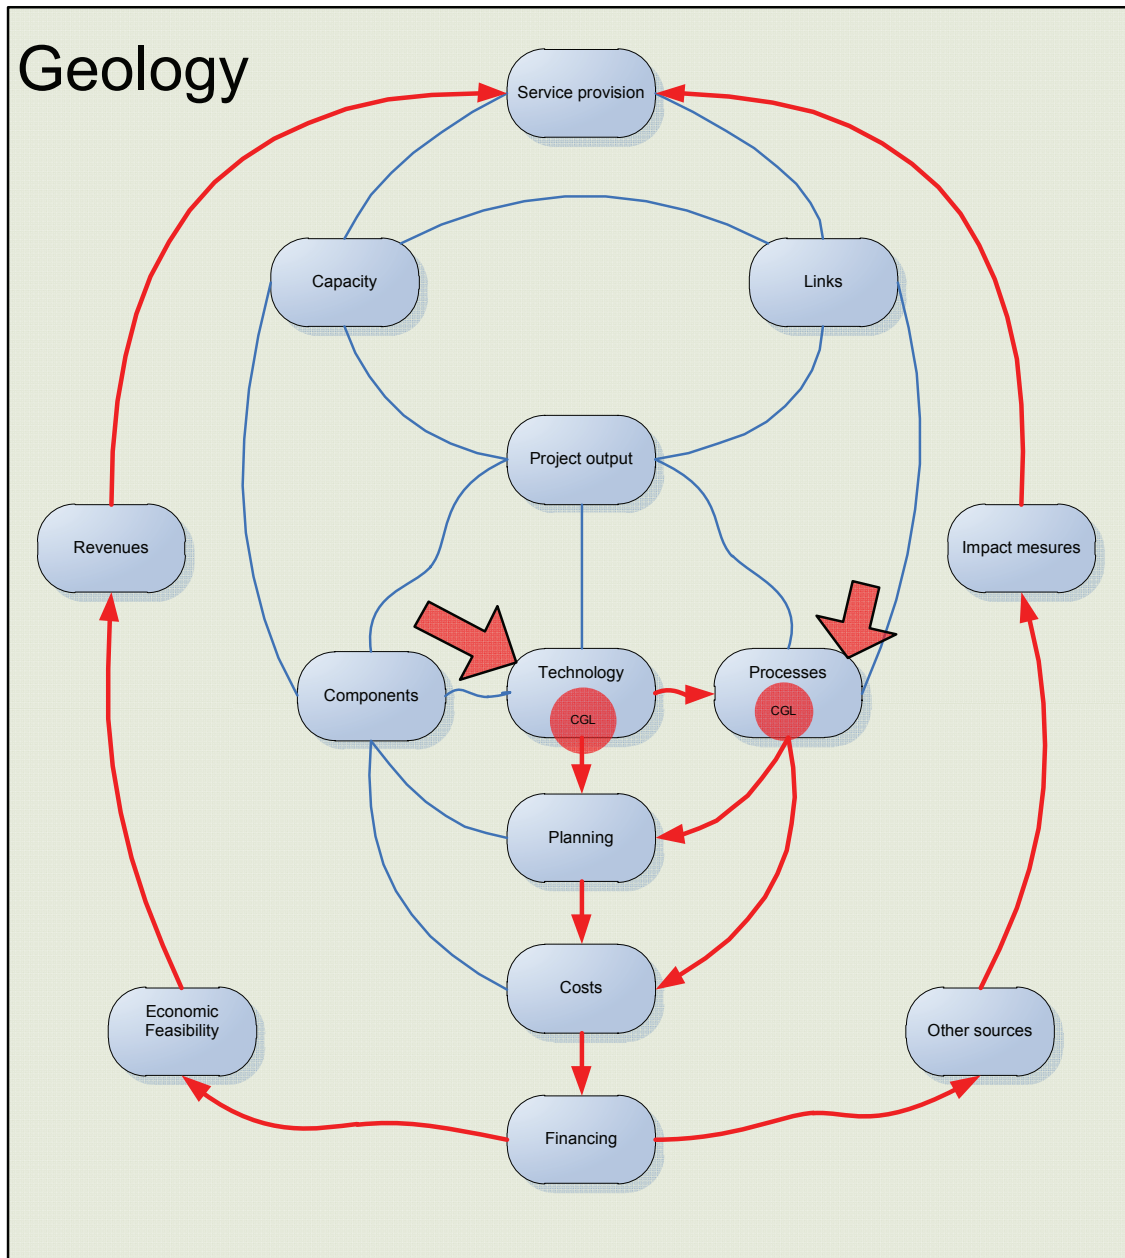 Geology
Service provision
Capacity
Links
Project output
Revenues
Impact mesures
Components
Technology
CGL
Processes
CGL
Planning
Costs
Economic
Feasibility
Other sources
Financing